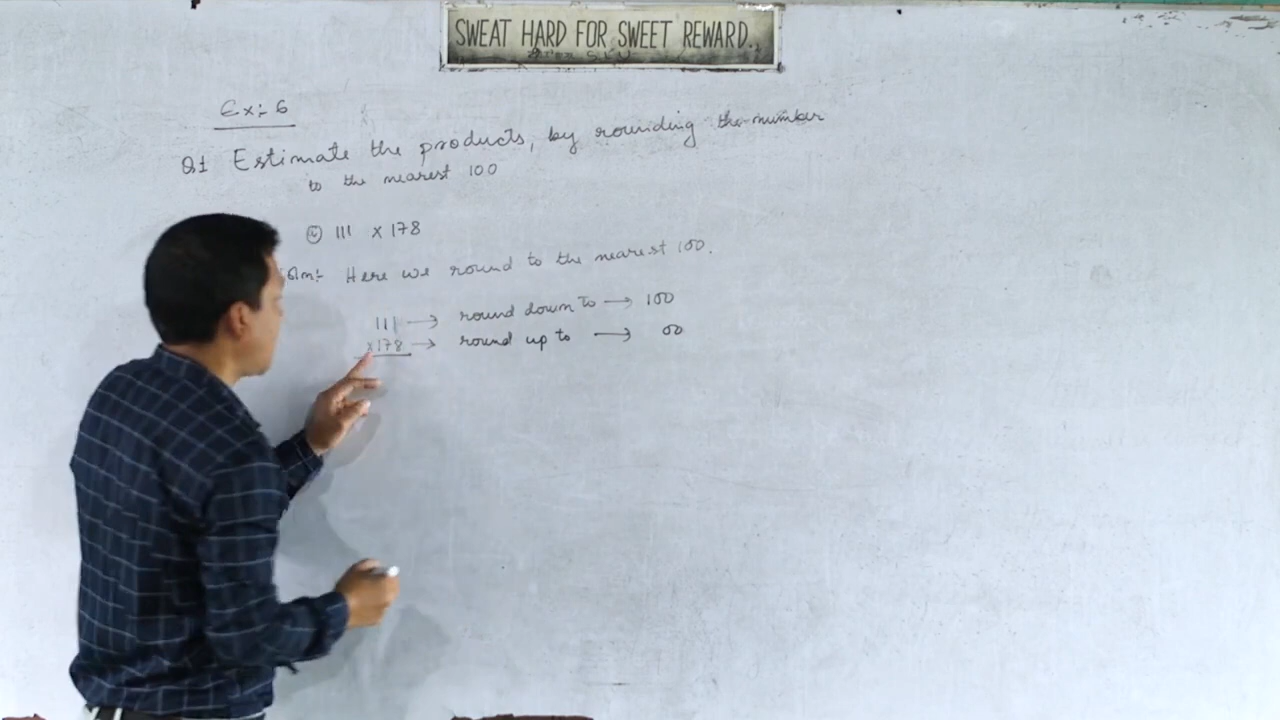 SWEAT HARD FOR SWEET REWARD.
Ex:- 6
Q1 Estimate the products, by rounding the number
to the nearest 100
111 x 178
Here we round to the nearest 100.
111 → round down to → 100
x178 → round up to → 00